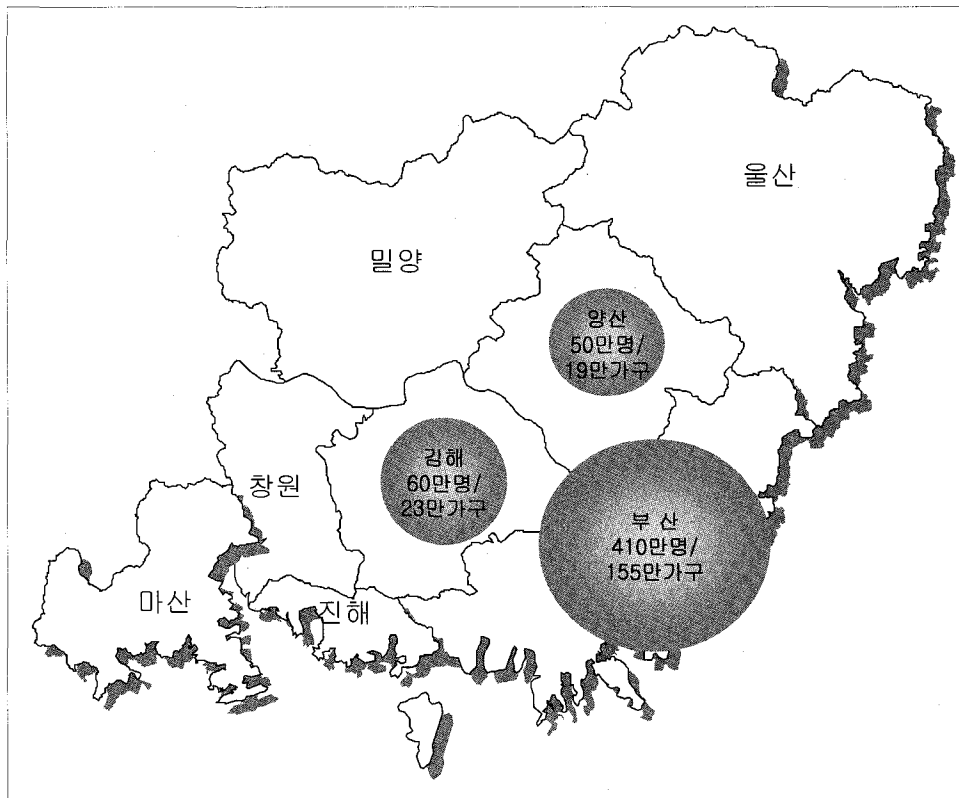 울산
밀양
양산
50만명/
19만가구
김해
60만명/
23만가구
창원
부 산
410만명/
155만가구
마산
진해